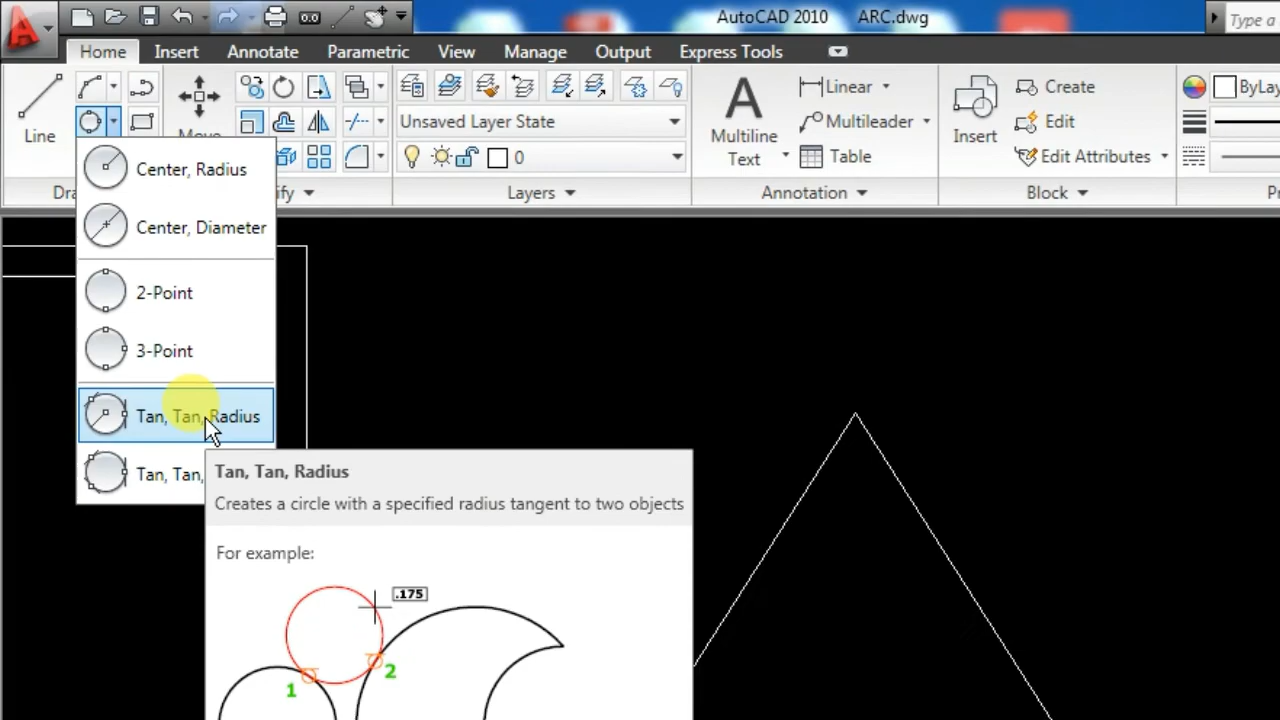 AutoCAD 2010 ARC.dwg
Type a
Home Insert Annotate Parametric View Manage Output Express Tools
Line
Unsaved Layer State
0
Multiline
Text
Linear
Multileader
Table
Insert
Create
Edit
Edit Attributes
ByLay
Layers
Annotation
Block
Center, Radius
Center, Diameter
2-Point
3-Point
Tan, Tan, Radius
Tan, Tan,
Tan, Tan, Radius
Creates a circle with a specified radius tangent to two objects
For example:
.175
1
2